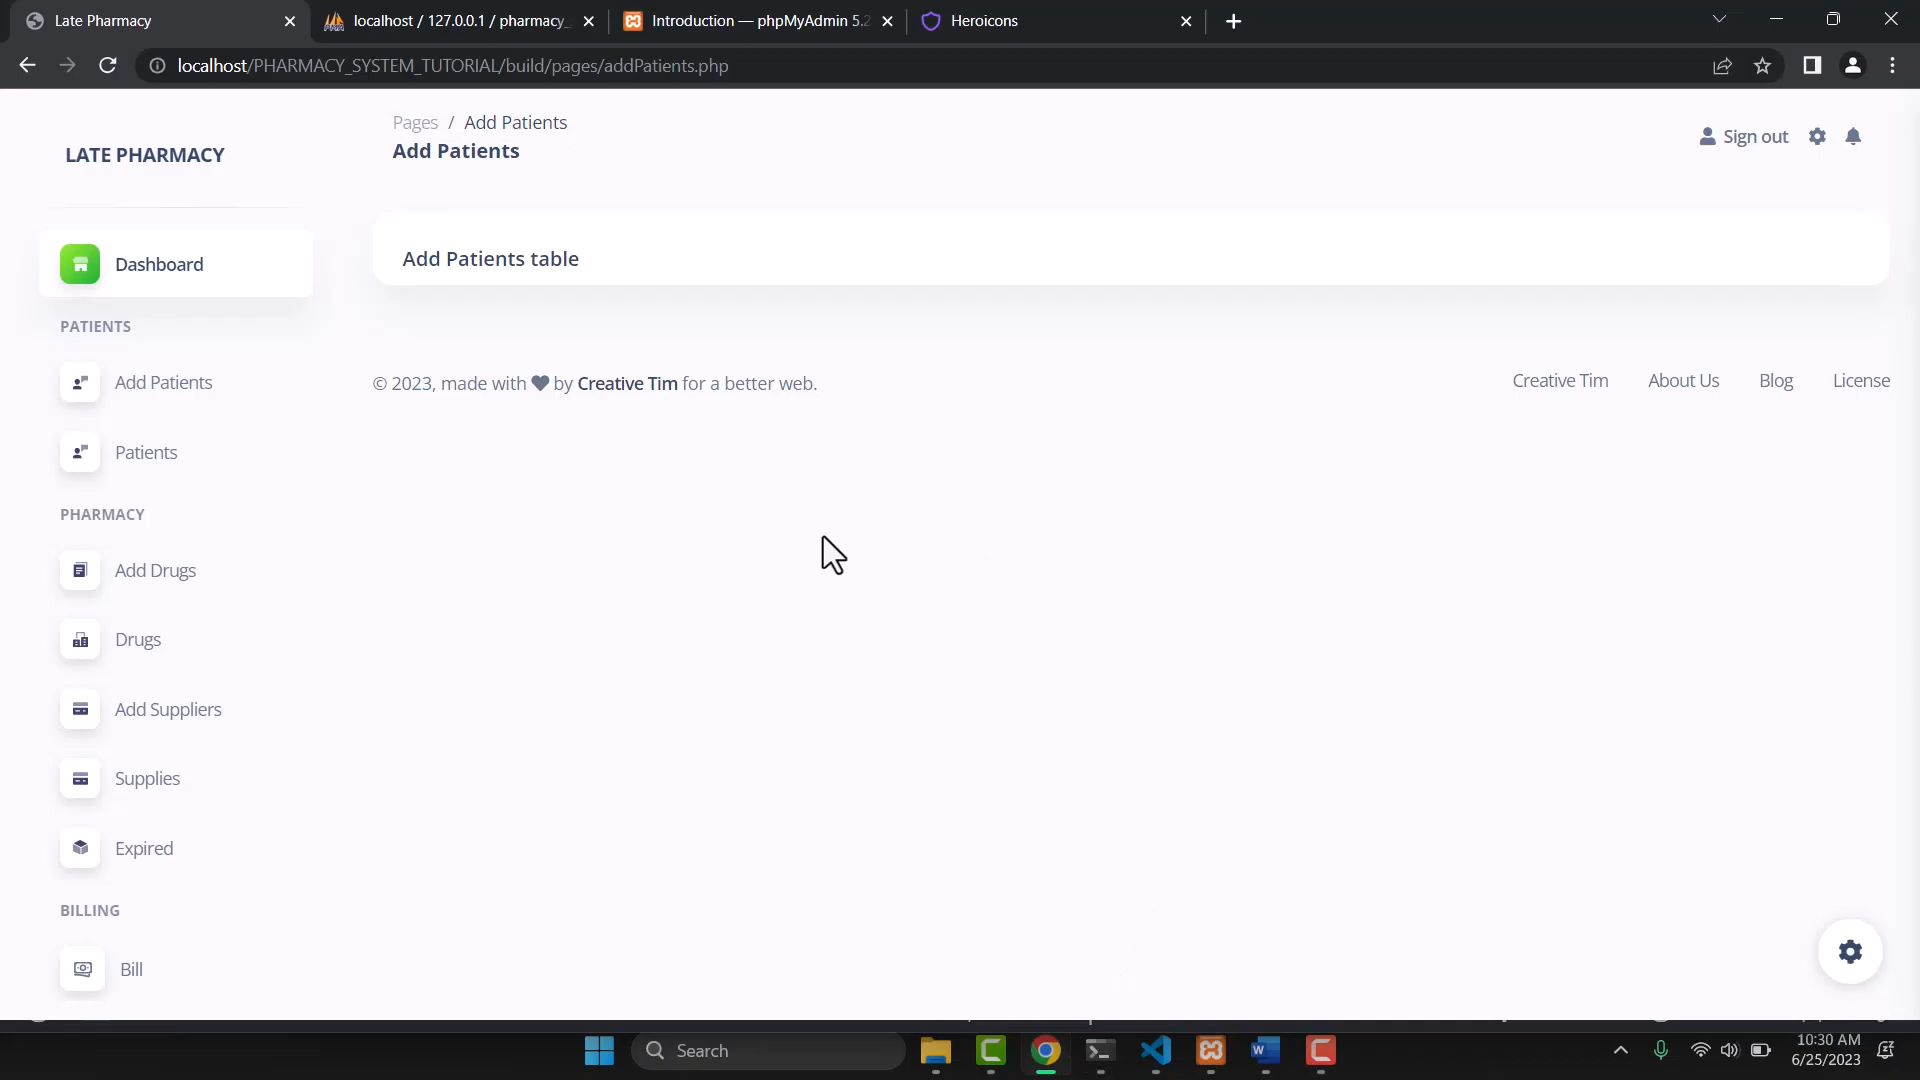 Late Pharmacy
localhost / 127.0.0.1 / pharmacy_
Introduction — phpMyAdmin 5.2
Heroicons
localhost/PHARMACY_SYSTEM_TUTORIAL/build/pages/addPatients.php
LATE PHARMACY
Pages / Add Patients
Add Patients
Sign out
Add Patients table
Dashboard
PATIENTS
Add Patients
Patients
© 2023, made with by Creative Tim for a better web.
Creative Tim
About Us
Blog
License
PHARMACY
Add Drugs
Drugs
Add Suppliers
Supplies
Expired
BILLING
Bill
Search
10:30 AM
6/25/2023